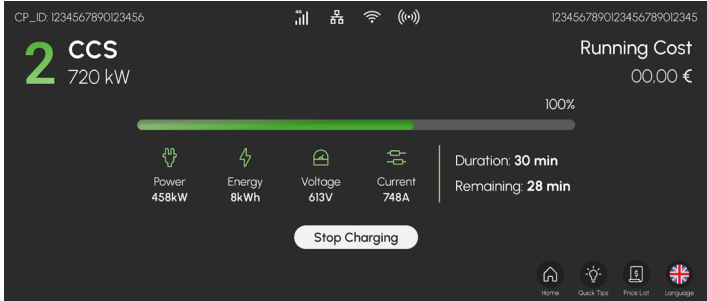 CP_ID: 1234567890123456
4G
1234567890123456789012345
2
CCS
720 kW
Running Cost
00,00 €
100%
Power
458kW
Energy
8kWh
Voltage
613V
Current
748A
Duration: 30 min
Remaining: 28 min
Stop Charging
Home
Quick Tips
Price List
Language